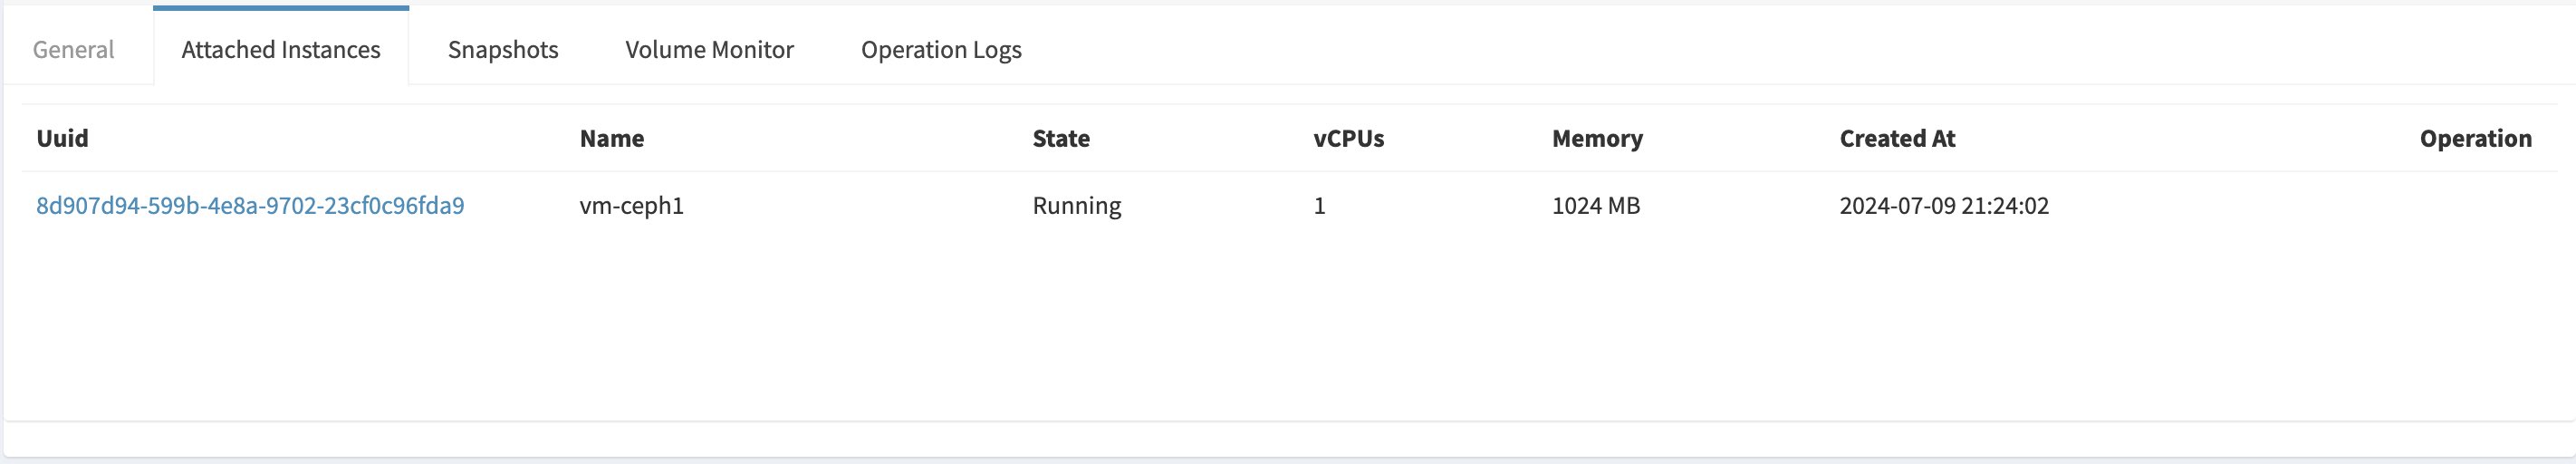 General Attached Instances Snapshots Volume Monitor Operation Logs
Uuid Name State vCPUs Memory Created At Operation
8d907d94-599b-4e8a-9702-23cf0c96fda9 vm-ceph1 Running 1 1024 MB 2024-07-09 21:24:02